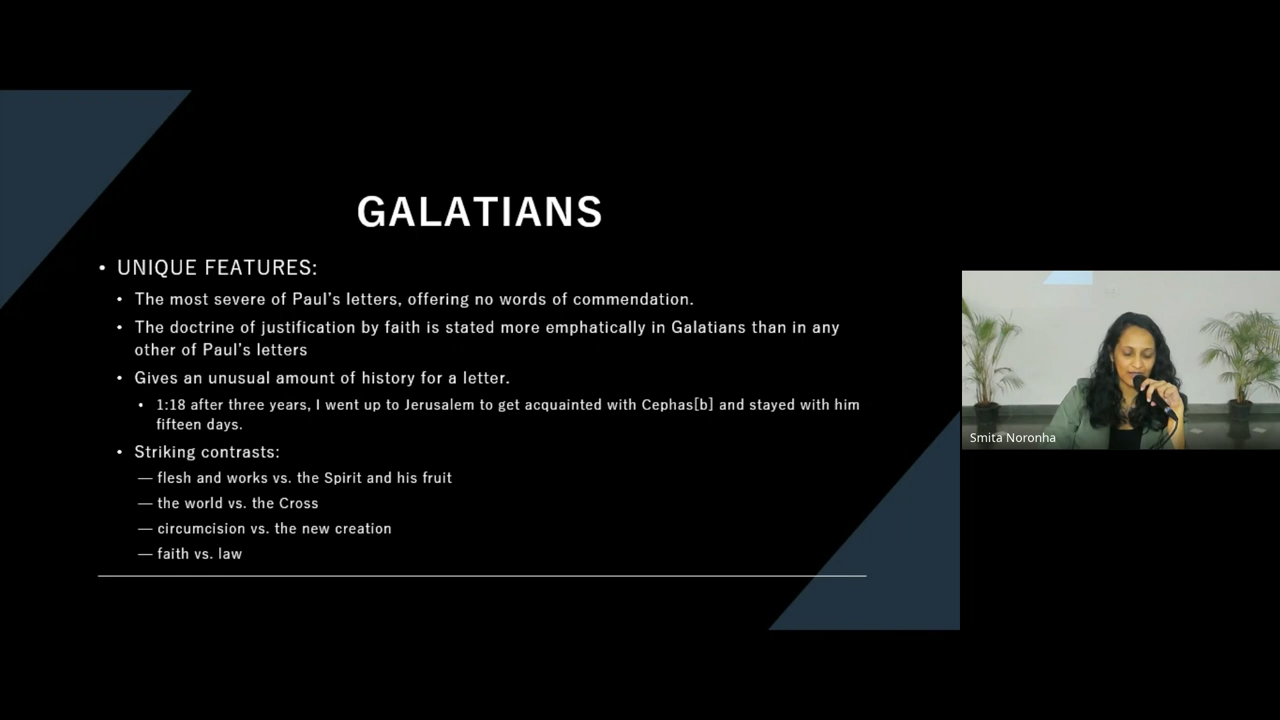 GALATIANS
• UNIQUE FEATURES:
• The most severe of Paul’s letters, offering no words of commendation.
• The doctrine of justification by faith is stated more emphatically in Galatians than in any
other of Paul’s letters
• Gives an unusual amount of history for a letter.
• 1:18 after three years, I went up to Jerusalem to get acquainted with Cephas[b] and stayed with him
fifteen days.
• Striking contrasts:
— flesh and works vs. the Spirit and his fruit
— the world vs. the Cross
— circumcision vs. the new creation
— faith vs. law
Smita Noronha